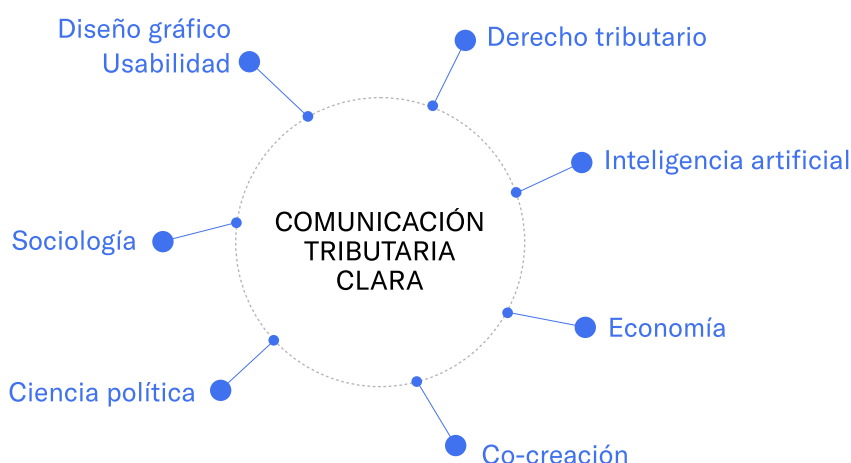 Diseño gráfico
Usabilidad
Derecho tributario
Inteligencia artificial
Sociología
COMUNICACIÓN
TRIBUTARIA
CLARA
Economía
Ciencia política
Co-creación